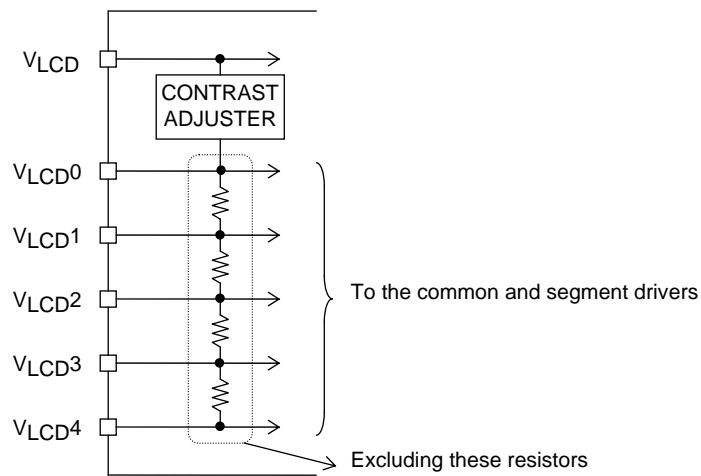 VLCD
CONTRAST
ADJUSTER
VLCD0
VLCD1
VLCD2
To the common and segment drivers
VLCD3
VLCD4
Excluding these resistors